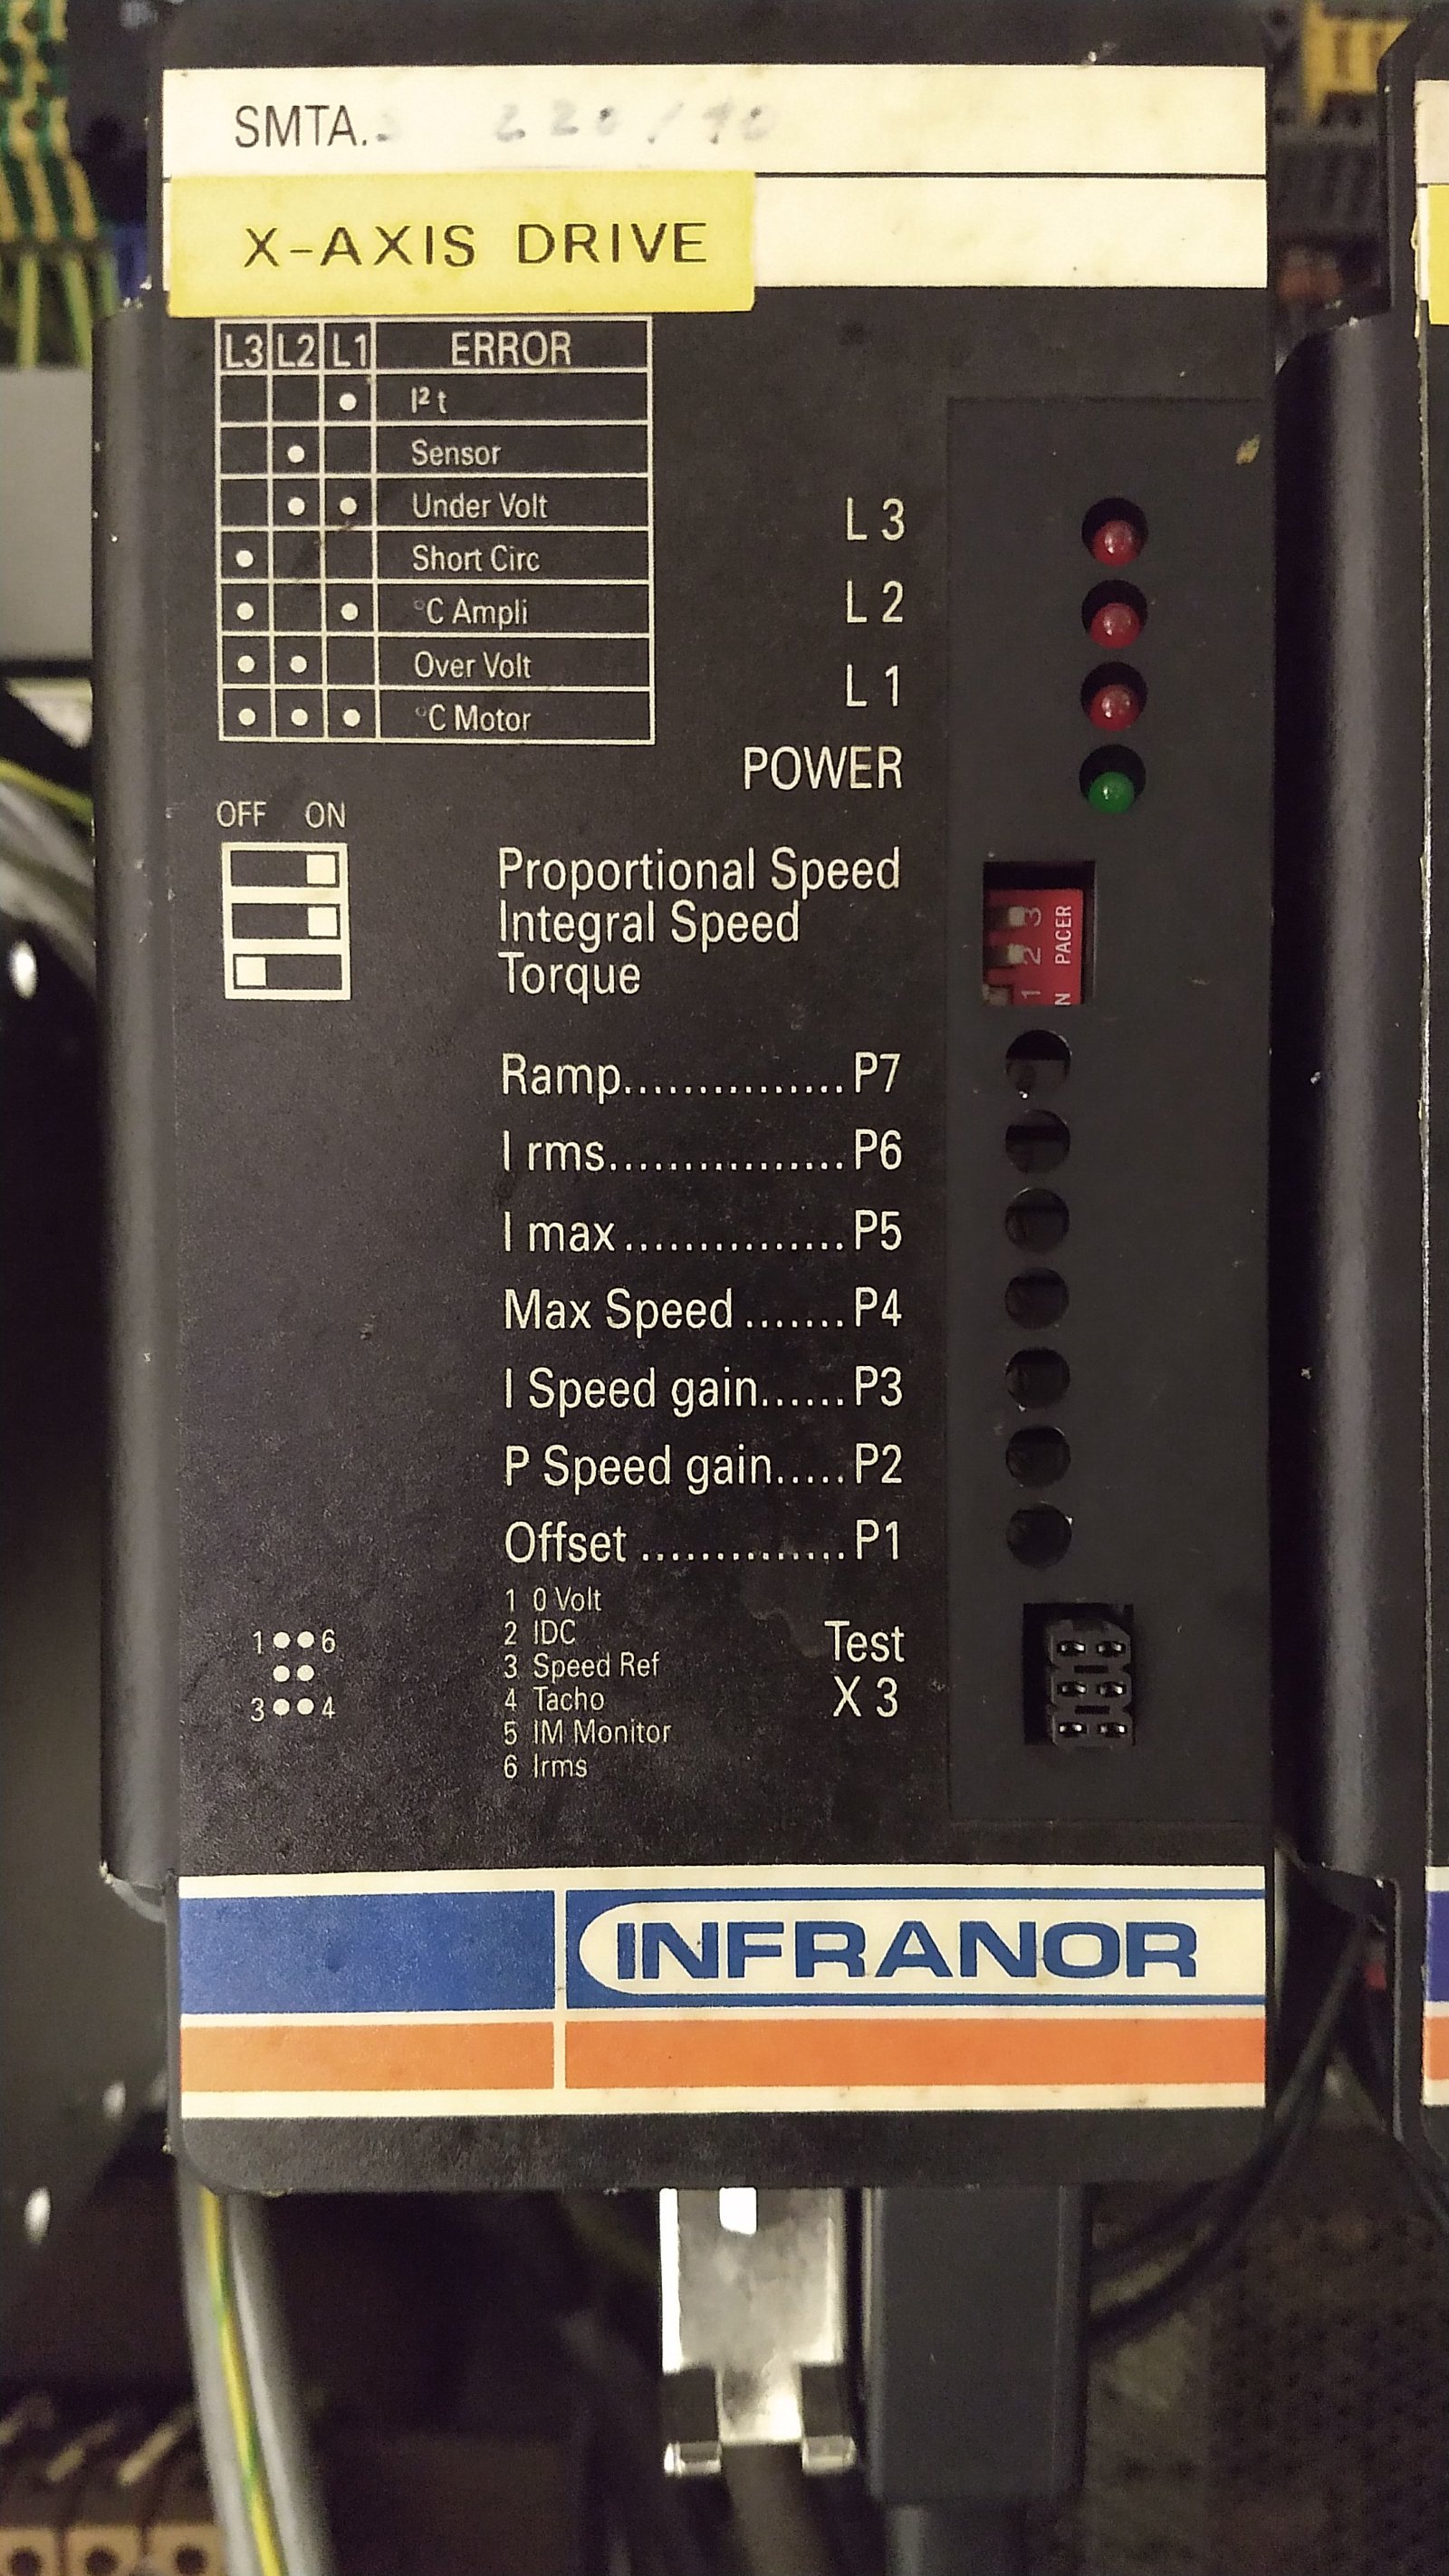 SMTA.
220/
X-AXIS DRIVE
L3 L2 L1 ERROR
I²t
Sensor
Under Volt
Short Circ
°C Ampli
Over Volt
°C Motor
L 3
L 2
L 1
POWER
OFF ON
Proportional Speed
Integral Speed
Torque
1 2 3
PACER
Ramp...............P7
I rms................P6
I max...............P5
Max Speed.......P4
I Speed gain......P3
P Speed gain.....P2
Offset..............P1
1 6
3 4
1 0 Volt
2 IDC
3 Speed Ref
4 Tacho
5 IM Monitor
6 Irms
Test
X 3
INFRANOR